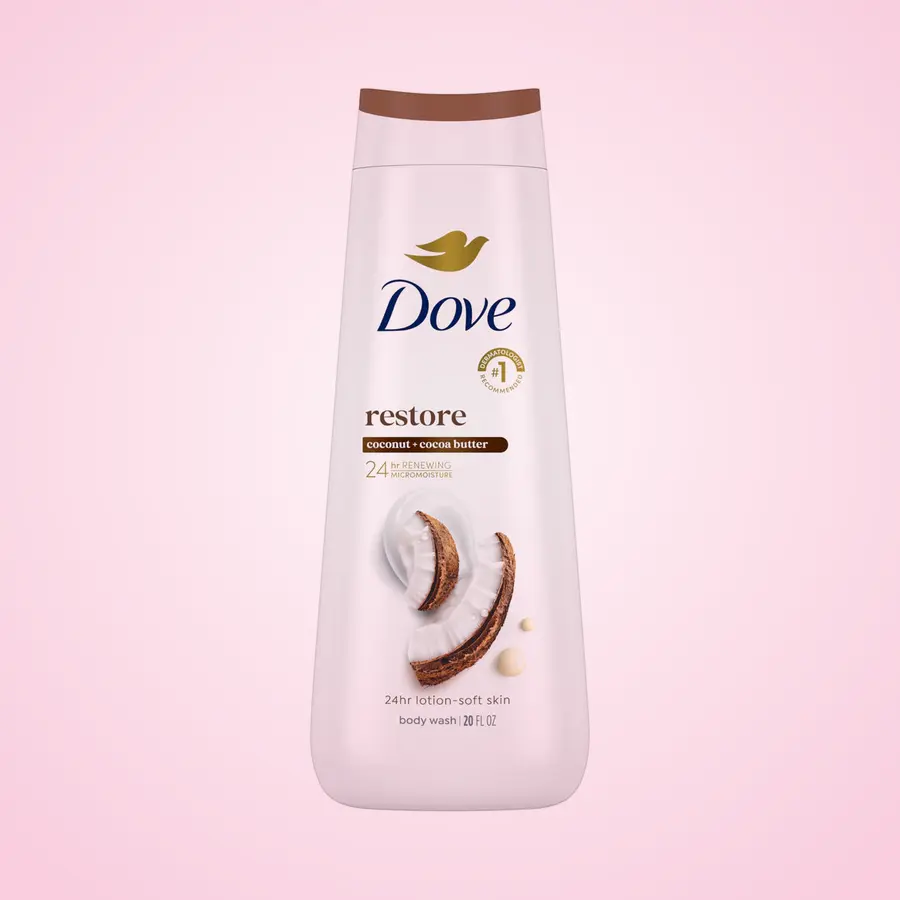 Dove
DERMATOLOGIST
#1
RECOMMENDED
restore
coconut + cocoa butter
24 hr RENEWING
MICROMOISTURE
24hr lotion-soft skin
body wash | 20 FL OZ